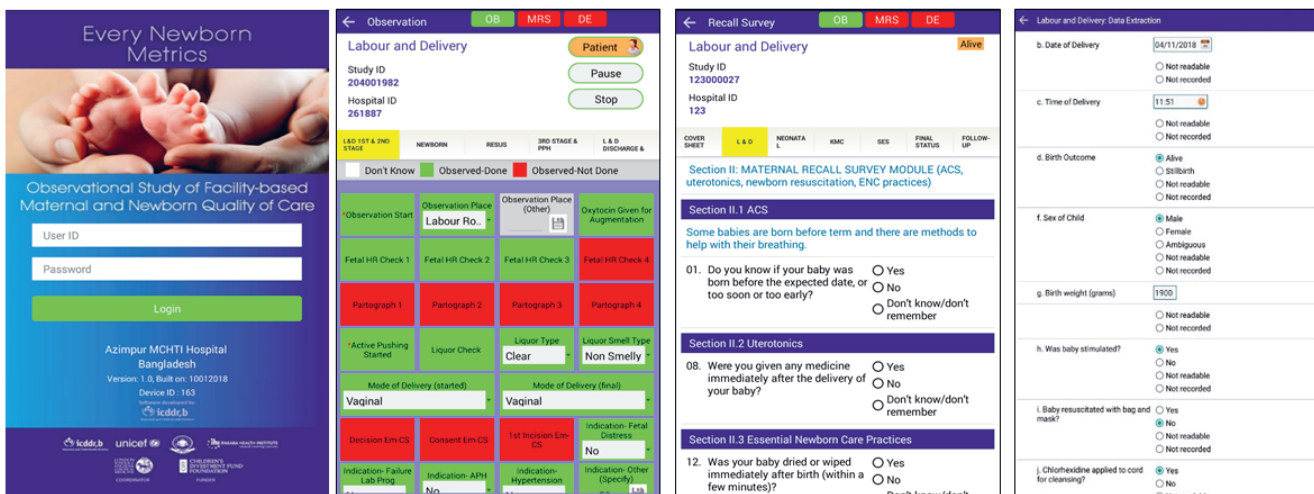 Every Newborn
Metrics
Observational Study of Facility-based
Maternal and Newborn Quality of Care
User ID
Password
Login
Azimpur MCHTI Hospital
Bangladesh
Version: 1.0, Built on: 10012018
Device ID : 163
Software developed by
icddr,b
icddr,b
unicef
IFAKARA HEALTH INSTITUTE
COORDINATOR
CHILDREN'S
INVESTMENT FUND
FOUNDATION
FUNDER
Observation
OB
MRS
DE
Labour and Delivery
Patient
Study ID
204001982
Pause
Hospital ID
261887
Stop
L&D 1ST & 2ND
STAGE
NEWBORN
RESUS
3RD STAGE &
PPH
L & D
DISCHARGE &
Don't Know
Observed-Done
Observed-Not Done
*Observation Start
Observation Place
Labour Ro..
Observation Place
(Other)
Oxytocin Given for
Augmentation
Fetal HR Check 1
Fetal HR Check 2
Fetal HR Check 3
Fetal HR Check 4
Partograph 1
Partograph 2
Partograph 3
Partograph 4
*Active Pushing
Started
Liquor Check
Liquor Type
Clear
Liquor Smell Type
Non Smelly
Mode of Delivery (started)
Vaginal
Mode of Delivery (final)
Vaginal
Decision Em-CS
Consent Em-CS
1st Incision Em-
CS
Indication- Fetal
Distress
No
Indication- Failure
Lab Prog
Indication- APH
No
Indication-
Hypertension
Indication- Other
(Specify)
Recall Survey
OB
MRS
DE
Labour and Delivery
Alive
Study ID
123000027
Hospital ID
123
COVER
SHEET
L & D
NEONATA
L
KMC
SES
FINAL
STATUS
FOLLOW-
UP
Section II: MATERNAL RECALL SURVEY MODULE (ACS,
uterotonics, newborn resuscitation, ENC practices)
Section II.1 ACS
Some babies are born before term and there are methods to
help with their breathing.
01. Do you know if your baby was
born before the expected date, or
too soon or too early?
Yes
No
Don't know/don't
remember
Section II.2 Uterotonics
08. Were you given any medicine
immediately after the delivery of
your baby?
Yes
No
Don't know/don't
remember
Section II.3 Essential Newborn Care Practices
12. Was your baby dried or wiped
immediately after birth (within a
few minutes)?
Yes
No
Don't know/don't
Labour and Delivery: Data Extraction
b. Date of Delivery
04/11/2018
Not readable
Not recorded
c. Time of Delivery
11:51
Not readable
Not recorded
d. Birth Outcome
Alive
Stillbirth
Not readable
Not recorded
f. Sex of Child
Male
Female
Ambiguous
Not readable
Not recorded
g. Birth weight (grams)
1900
Not readable
Not recorded
h. Was baby stimulated?
Yes
No
Not readable
Not recorded
i. Baby resuscitated with bag and
mask?
Yes
No
Not readable
Not recorded
j. Chlorhexidine applied to cord
for cleansing?
Yes
No